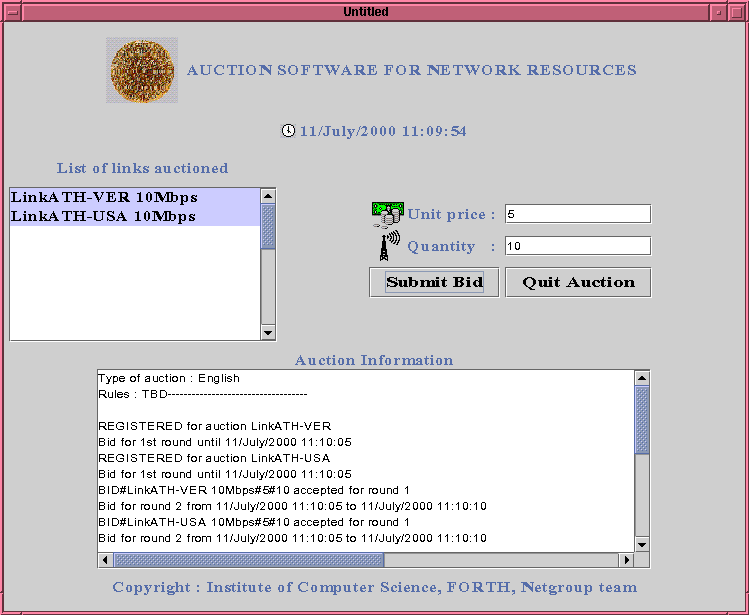 Untitled
AUCTION SOFTWARE FOR NETWORK RESOURCES
11/July/2000 11:09:54
List of links auctioned
LinkATH-VER 10Mbps
LinkATH-USA 10Mbps
Unit price : 5
Quantity : 10
Submit Bid Quit Auction
Auction Information
Type of auction : English
Rules : TBD-----------------------------------
REGISTERED for auction LinkATH-VER
Bid for 1st round until 11/July/2000 11:10:05
REGISTERED for auction LinkATH-USA
Bid for 1st round until 11/July/2000 11:10:05
BID#LinkATH-VER 10Mbps#5#10 accepted for round 1
Bid for round 2 from 11/July/2000 11:10:05 to 11/July/2000 11:10:10
BID#LinkATH-USA 10Mbps#5#10 accepted for round 1
Bid for round 2 from 11/July/2000 11:10:05 to 11/July/2000 11:10:10
Copyright : Institute of Computer Science, FORTH, Netgroup team